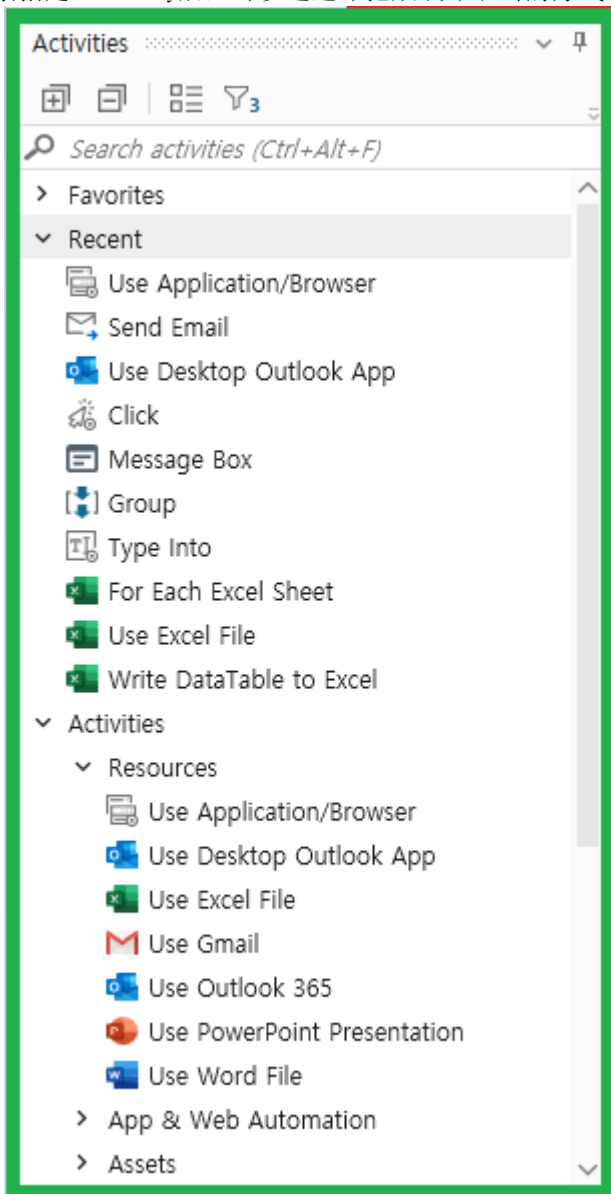 Activities
3
Search activities (Ctrl+Alt+F)
Favorites
Recent
Use Application/Browser
Send Email
Use Desktop Outlook App
Click
Message Box
Group
Type Into
For Each Excel Sheet
Use Excel File
Write DataTable to Excel
Activities
Resources
Use Application/Browser
Use Desktop Outlook App
Use Excel File
Use Gmail
Use Outlook 365
Use PowerPoint Presentation
Use Word File
App & Web Automation
Assets